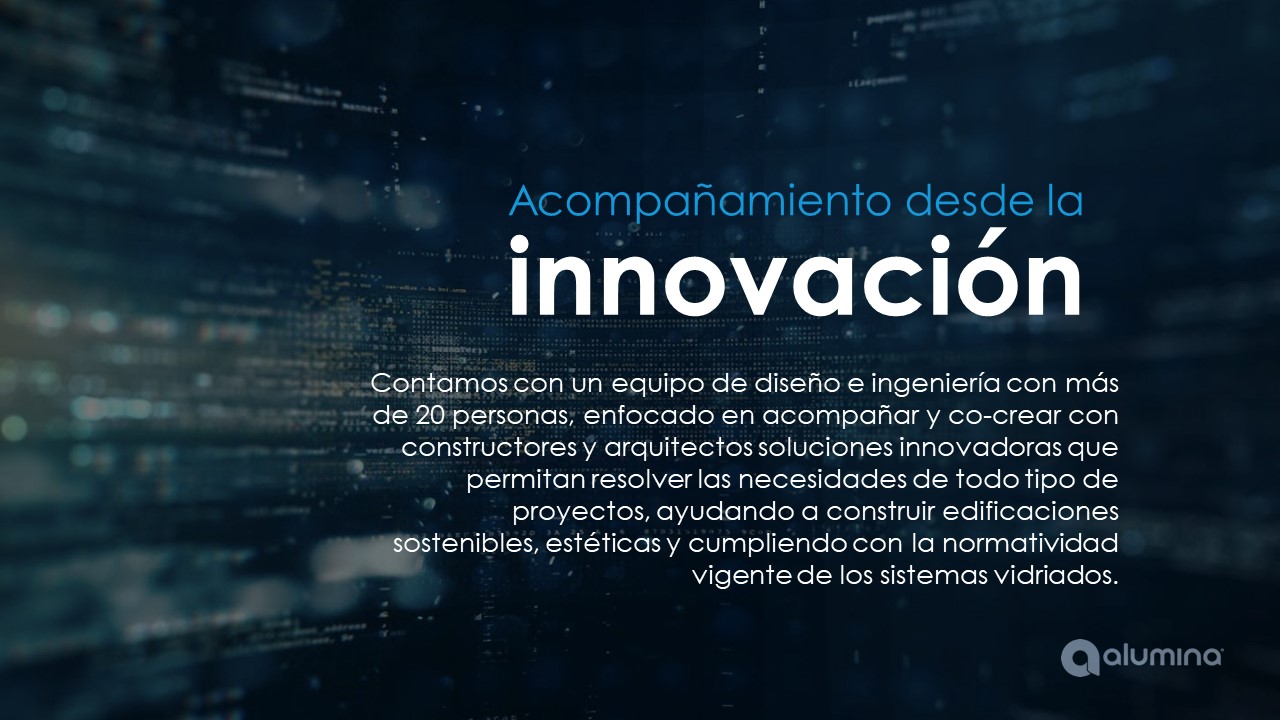 Acompañamiento desde la
innovación
Contamos con un equipo de diseño e ingeniería con más
de 20 personas, enfocado en acompañar y co-crear con
constructores y arquitectos soluciones innovadoras que
permitan resolver las necesidades de todo tipo de
proyectos, ayudando a construir edificaciones
sostenibles, estéticas y cumpliendo con la normatividad
vigente de los sistemas vidriados.
alumina